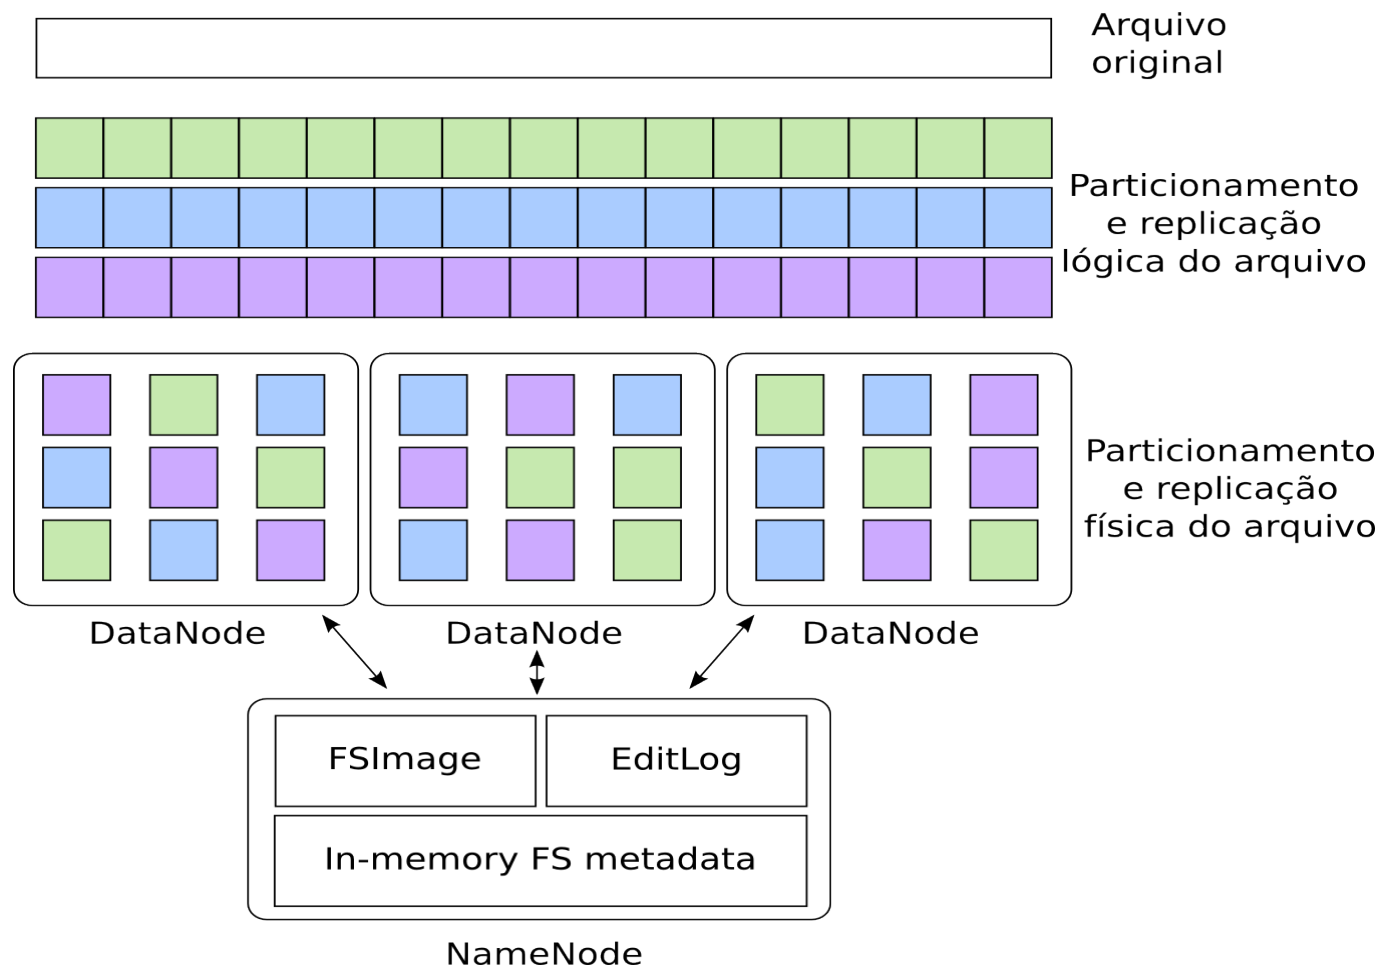 Arquivo
original
Particionamento
e replicação
lógica do arquivo
Particionamento
e replicação
física do arquivo
DataNode
DataNode
DataNode
FSImage
EditLog
In-memory FS metadata
NameNode